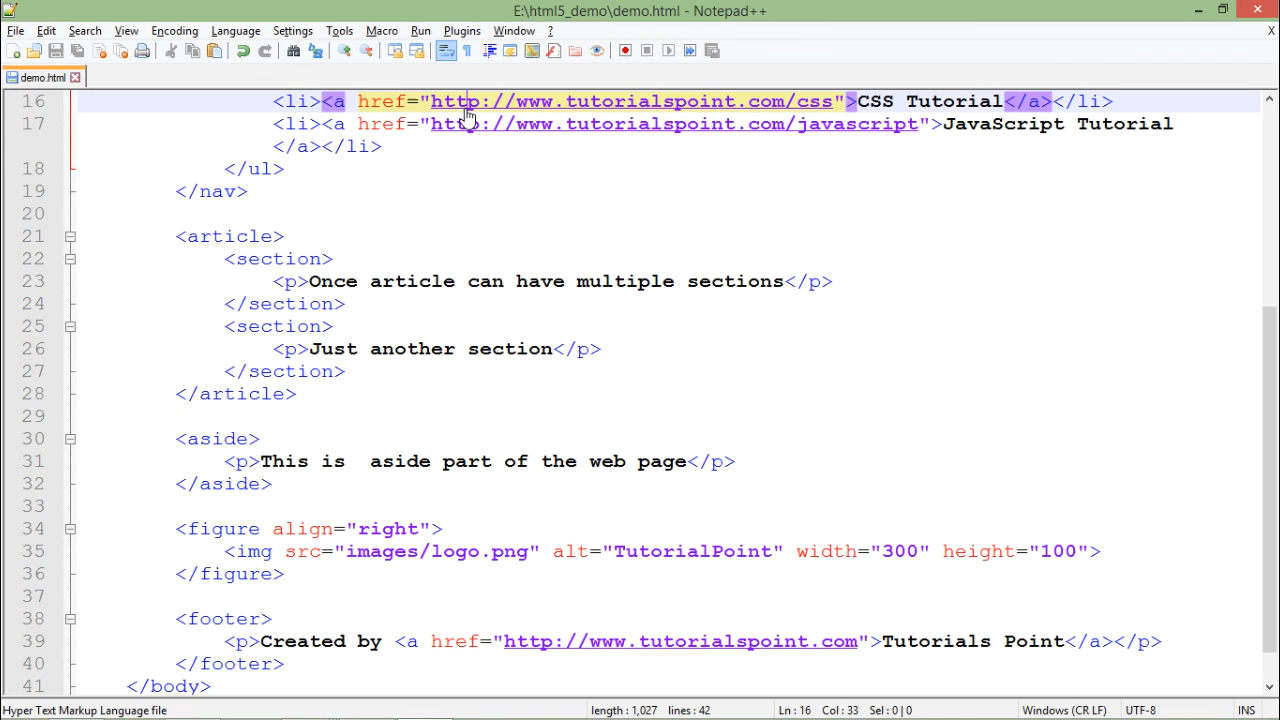 E:\html5_demo\demo.html - Notepad++
File Edit Search View Encoding Language Settings Tools Macro Run Plugins Window ? X
demo.html
16 <li><a href="http://www.tutorialspoint.com/css">CSS Tutorial</a></li>
17 <li><a href="http://www.tutorialspoint.com/javascript">JavaScript Tutorial
</a></li>
18 </ul>
19 </nav>
20
21 <article>
22 <section>
23 <p>Once article can have multiple sections</p>
24 </section>
25 <section>
26 <p>Just another section</p>
27 </section>
28 </article>
29
30 <aside>
31 <p>This is  aside part of the web page</p>
32 </aside>
33
34 <figure align="right">
35 <img src="images/logo.png" alt="TutorialPoint" width="300" height="100">
36 </figure>
37
38 <footer>
39 <p>Created by <a href="http://www.tutorialspoint.com">Tutorials Point</a></p>
40 </footer>
41 </body>
Hyper Text Markup Language file length : 1,027 lines : 42 Ln : 16 Col : 33 Sel : 0 | 0 Windows (CR LF) UTF-8 INS